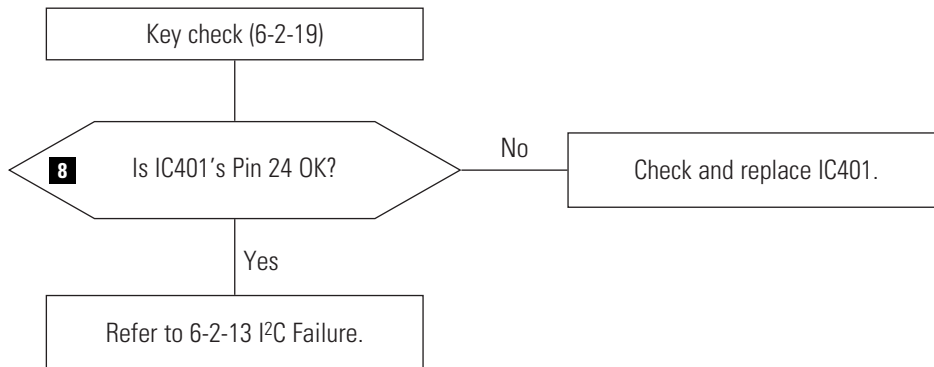 Key check (6-2-19)
8 Is IC401's Pin 24 OK?
No
Check and replace IC401.
Yes
Refer to 6-2-13 I²C Failure.